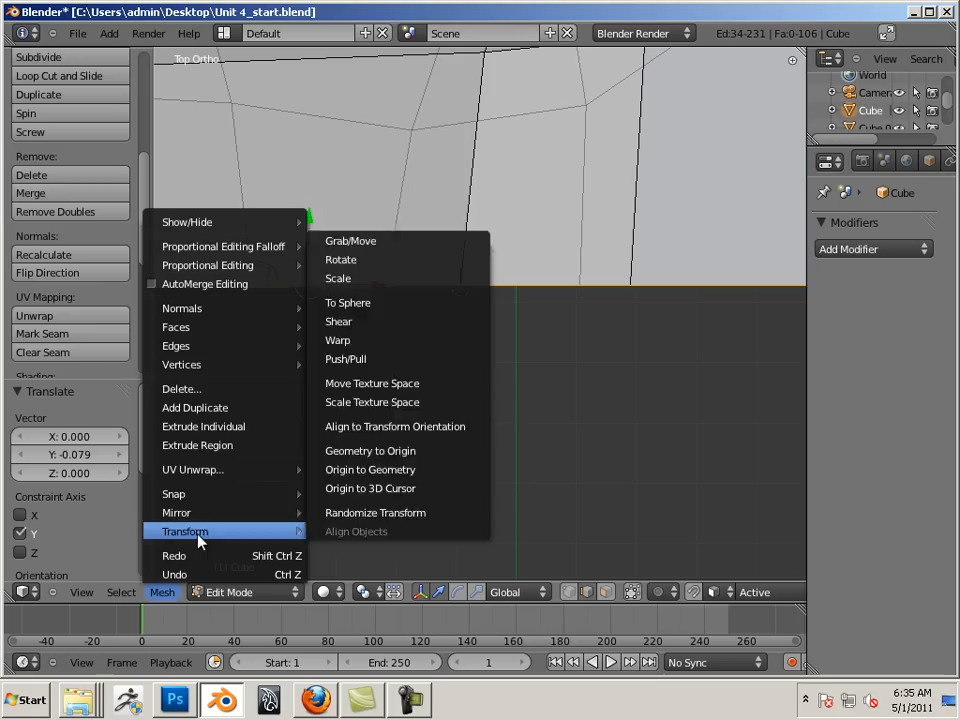 Blender* [C:\Users\admin\Desktop\Unit 4_start.blend]
File Add Render Help Default Scene Blender Render Ed:34-231 | Fa:0-106 | Cube
Subdivide
Loop Cut and Slide
Duplicate
Spin
Screw
Remove:
Delete
Merge
Remove Doubles
Normals:
Recalculate
Flip Direction
UV Mapping:
Unwrap
Mark Seam
Clear Seam
Shading:
Translate
Vector
X: 0.000
Y: -0.079
Z: 0.000
Constraint Axis
X
Y
Z
Orientation
Top Ortho
Show/Hide
Proportional Editing Falloff
Proportional Editing
AutoMerge Editing
Normals
Faces
Edges
Vertices
Delete...
Add Duplicate
Extrude Individual
Extrude Region
UV Unwrap...
Snap
Mirror
Transform
Redo Shift Ctrl Z
Undo Ctrl Z
Grab/Move
Rotate
Scale
To Sphere
Shear
Warp
Push/Pull
Move Texture Space
Scale Texture Space
Align to Transform Orientation
Geometry to Origin
Origin to Geometry
Origin to 3D Cursor
Randomize Transform
Align Objects
View Search
World
Camer
Cube
Cube
Modifiers
Add Modifier
View Select Mesh Edit Mode Global Active
-40 -20 0 20 40 60 80 100 120 140 160 180 200 220 240 260
View Frame Playback Start: 1 End: 250 1 No Sync
Start
Ps
6:35 AM
5/1/2011